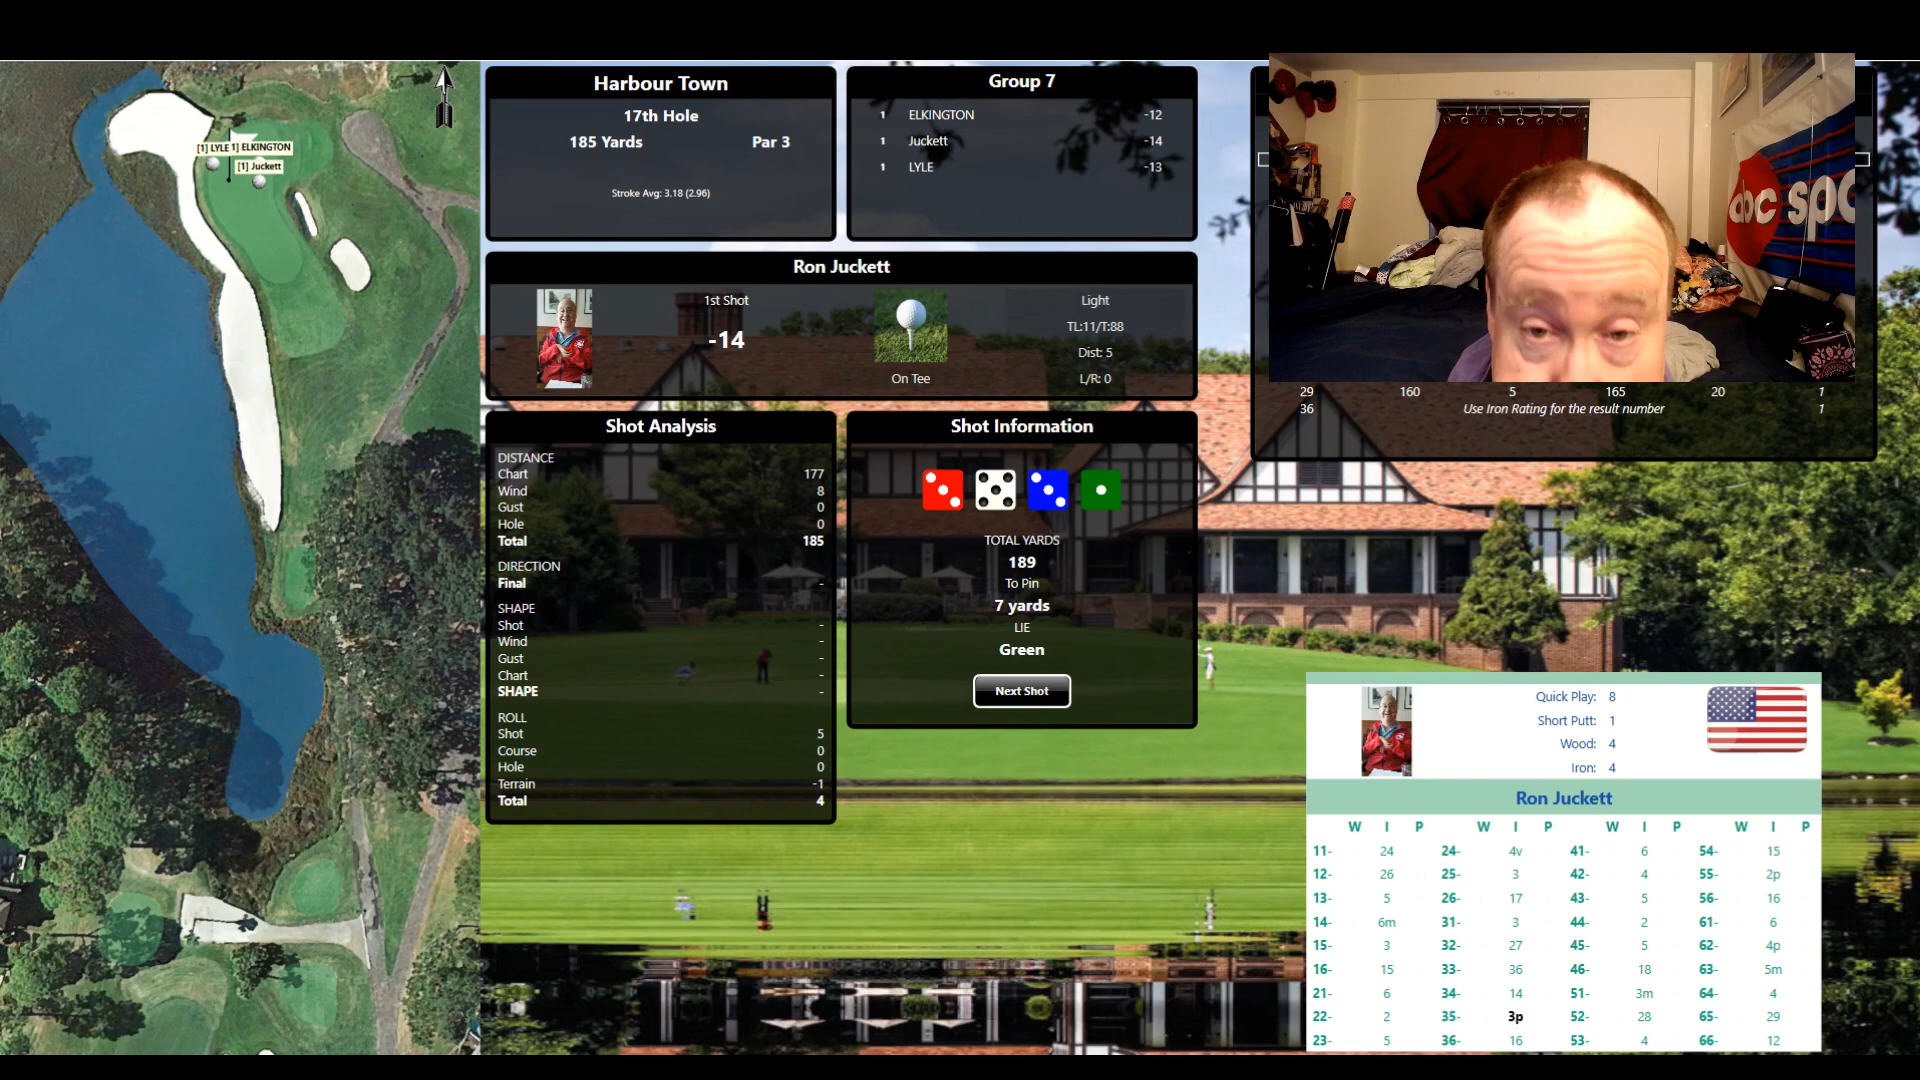 [1] LYLE 1] ELKINGTON
[1] Juckett
Harbour Town
17th Hole
185 Yards Par 3
Stroke Avg: 3.18 (2.96)
Group 7
1 ELKINGTON -12
1 Juckett -14
1 LYLE -13
Ron Juckett
1st Shot
-14
On Tee
Light
TL:11/T:88
Dist: 5
L/R: 0
Shot Analysis
DISTANCE
Chart 177
Wind 8
Gust 0
Hole 0
Total 185
DIRECTION
Final -
SHAPE
Shot -
Wind -
Gust -
Chart -
SHAPE -
ROLL
Shot 5
Course 0
Hole 0
Terrain -1
Total 4
Shot Information
TOTAL YARDS
189
To Pin
7 yards
LIE
Green
Next Shot
abc spo
29 160 5 165 20 1
36 Use Iron Rating for the result number 1
Quick Play: 8
Short Putt: 1
Wood: 4
Iron: 4
Ron Juckett
W I P W I P W I P W I P
11- 24 24- 4v 41- 6 54- 15
12- 26 25- 3 42- 4 55- 2p
13- 5 26- 17 43- 5 56- 16
14- 6m 31- 3 44- 2 61- 6
15- 3 32- 27 45- 5 62- 4p
16- 15 33- 36 46- 18 63- 5m
21- 6 34- 14 51- 3m 64- 4
22- 2 35- 3p 52- 28 65- 29
23- 5 36- 16 53- 4 66- 12